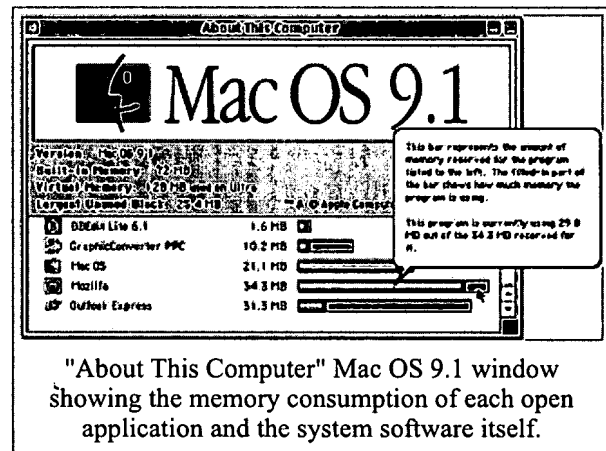 About This Computer
Mac OS 9.1
Version: Mac OS 9.1
Built-in Memory: 72 MB
Virtual Memory: 128 MB used on Ultra
Largest Unused Block: 29.4 MB ™ & © Apple
This bar represents the amount of
memory reserved for the program
listed to the left. The filled-in part of
the bar shows how much memory the
program is using.
This program is currently using 29.8
MB out of the 34.3 MB reserved for
it.
BBEdit Lite 6.1 1.6 MB
GraphicConverter PPC 10.2 MB
Mac OS 21.1 MB
Mozilla 34.3 MB
Outlook Express 31.3 MB
"About This Computer" Mac OS 9.1 window
showing the memory consumption of each open
application and the system software itself.